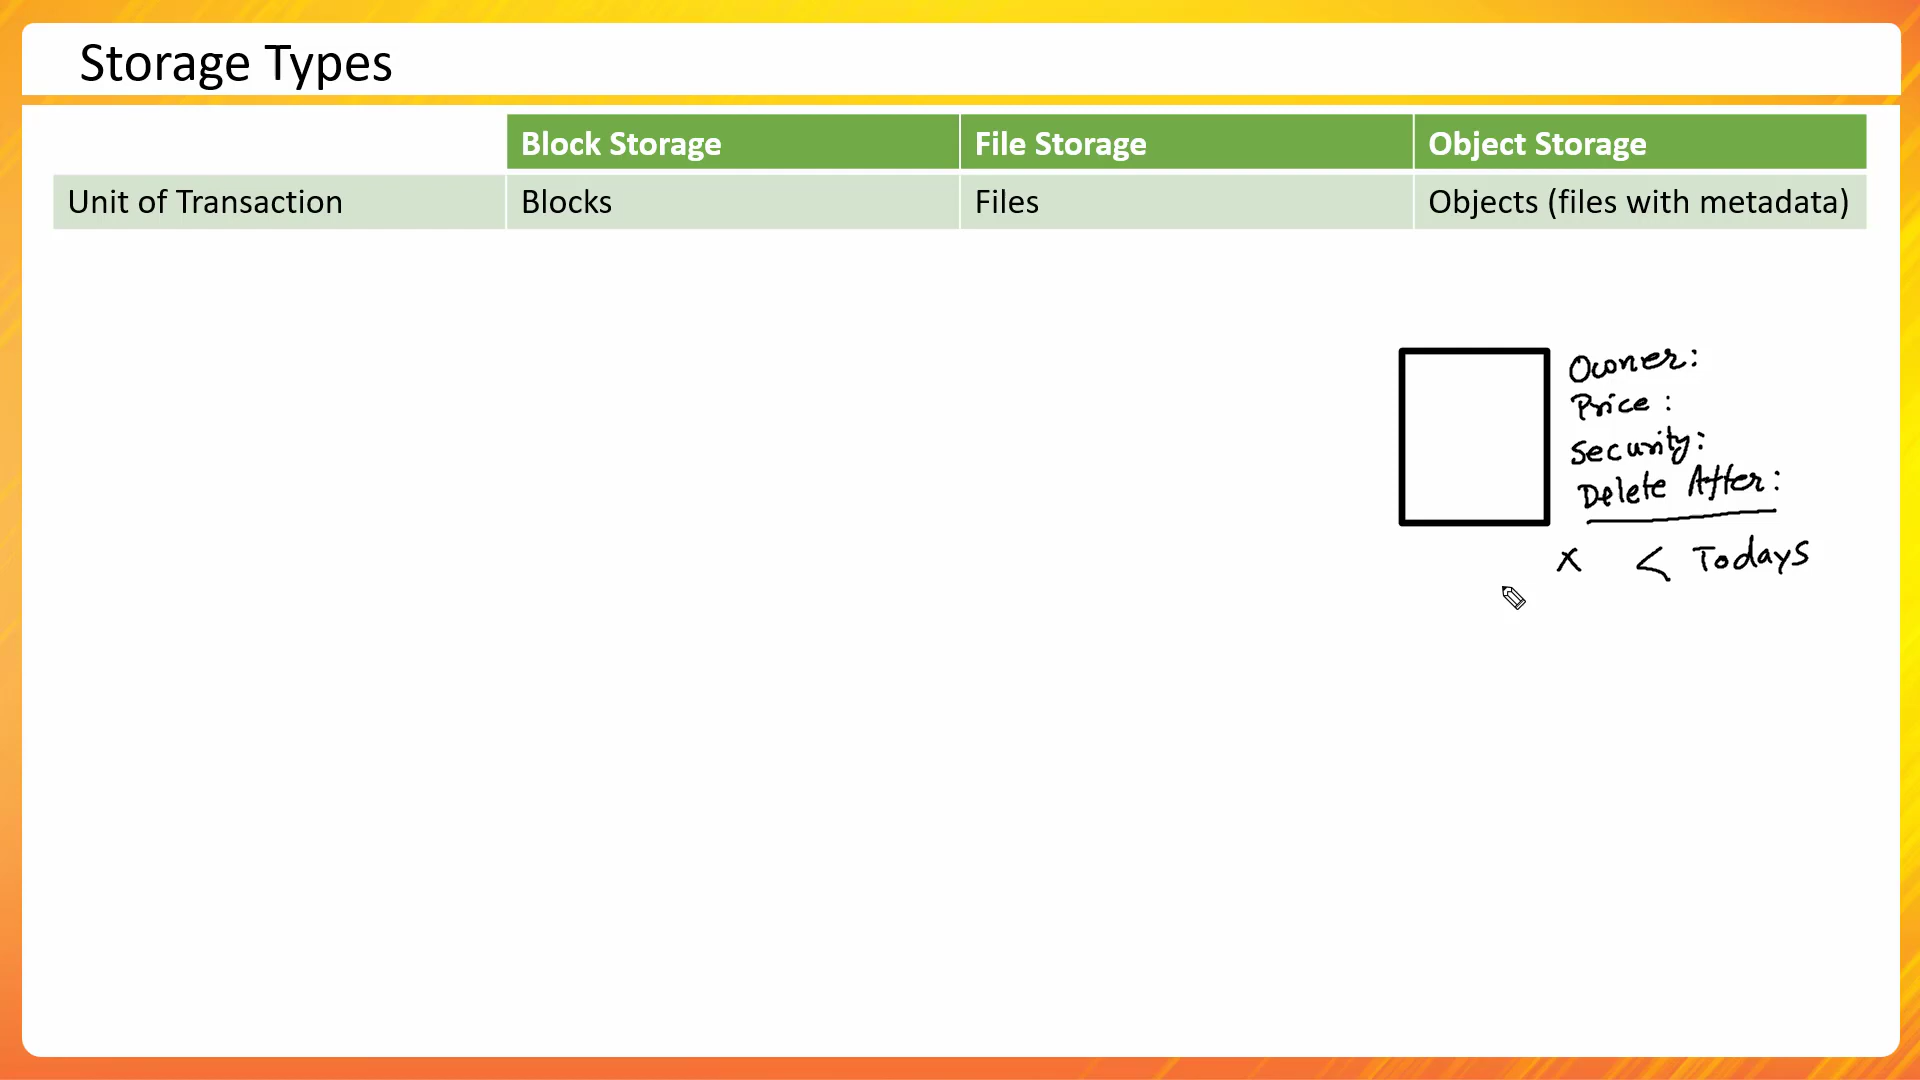 Storage Types
Block Storage File Storage Object Storage
Unit of Transaction Blocks Files Objects (files with metadata)
Owner:
Price :
Security:
Delete After:
x < Todays